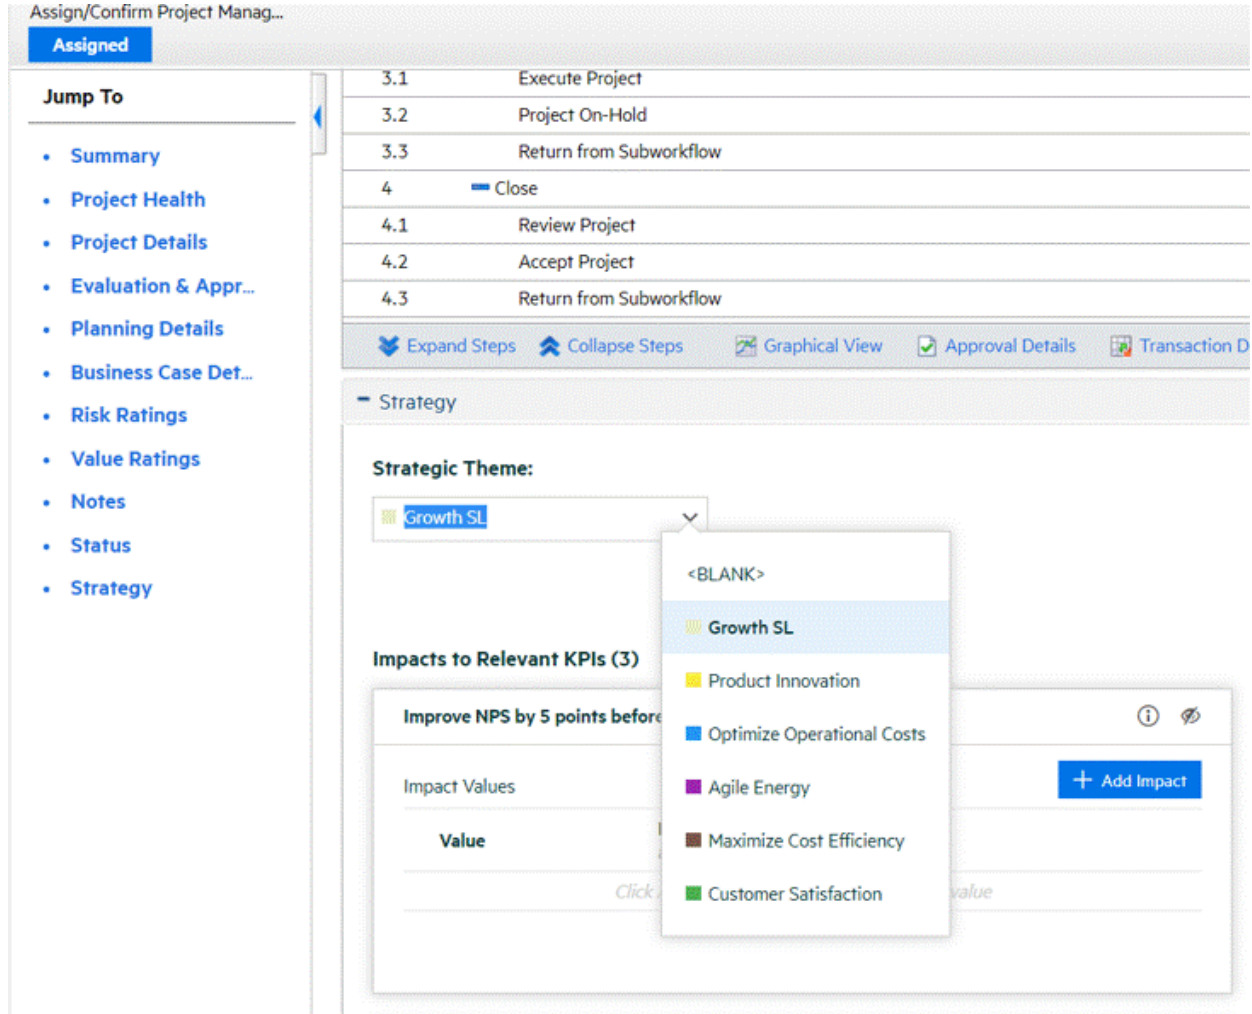 Assign/Confirm Project Manag...
Assigned
Jump To
Summary
Project Health
Project Details
Evaluation & Appr...
Planning Details
Business Case Det...
Risk Ratings
Value Ratings
Notes
Status
Strategy
3.1 Execute Project
3.2 Project On-Hold
3.3 Return from Subworkflow
4 Close
4.1 Review Project
4.2 Accept Project
4.3 Return from Subworkflow
Expand Steps Collapse Steps Graphical View Approval Details Transaction D
Strategy
Strategic Theme:
Growth SL
<BLANK>
Growth SL
Product Innovation
Optimize Operational Costs
Agile Energy
Maximize Cost Efficiency
Customer Satisfaction
Impacts to Relevant KPIs (3)
Improve NPS by 5 points before
Impact Values
+ Add Impact
Value
Click value